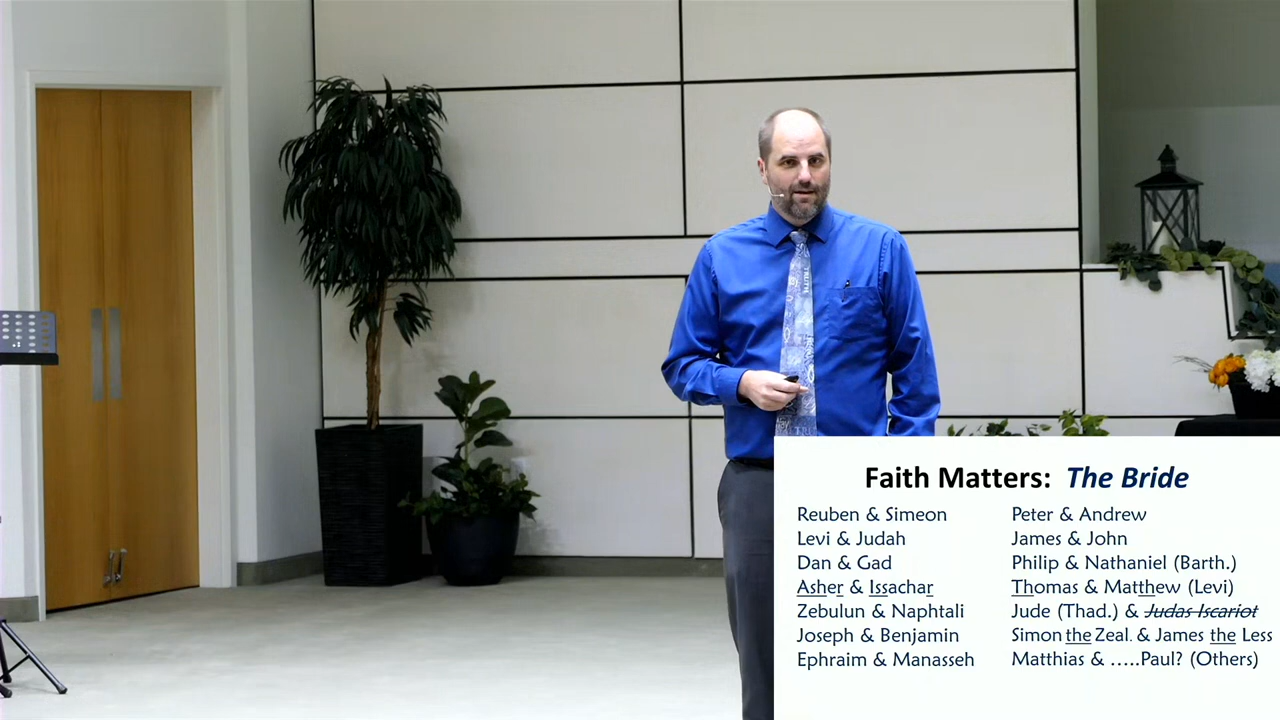 Faith Matters: The Bride
Reuben & Simeon
Levi & Judah
Dan & Gad
Asher & Issachar
Zebulun & Naphtali
Joseph & Benjamin
Ephraim & Manasseh
Peter & Andrew
James & John
Philip & Nathaniel (Barth.)
Thomas & Matthew (Levi)
Jude (Thad.) & Judas Iscariot
Simon the Zeal. & James the Less
Matthias & .....Paul? (Others)